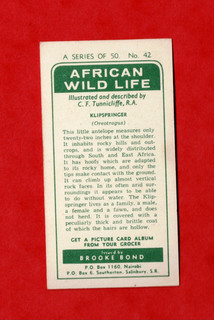 A SERIES OF 50. No. 42
AFRICAN
WILD LIFE
Illustrated and described by
C. F. Tunnicliffe, R.A.
KLIPSPRINGER
(Oreotragus)
This little antelope measures only
twenty-two inches at the shoulder.
It inhabits rocky hills and out-
crops, and is widely distributed
through South and East Africa.
It has hoofs which are adapted
to its rocky home, and only the
tips make contact with the ground.
It can climb up almost vertical
rock faces. In its often arid sur-
roundings it appears to be able
to do without water. The Klip-
springer lives as a family, a male,
a female and a fawn, and does
not herd. It is covered with a
peculiarly thick and brittle coat
of which the hairs are hollow.
GET A PICTURE CARD ALBUM
FROM YOUR GROCER
Issued by
BROOKE BOND
P.O. Box 1160, Nairobi
P.O. Box 4, Southerton, Salisbury, S.R.